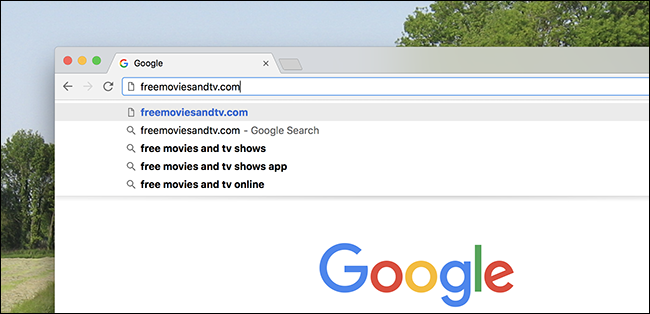 Google
freemoviesandtv.com
freemoviesandtv.com
freemoviesandtv.com - Google Search
free movies and tv shows
free movies and tv shows app
free movies and tv online
Google